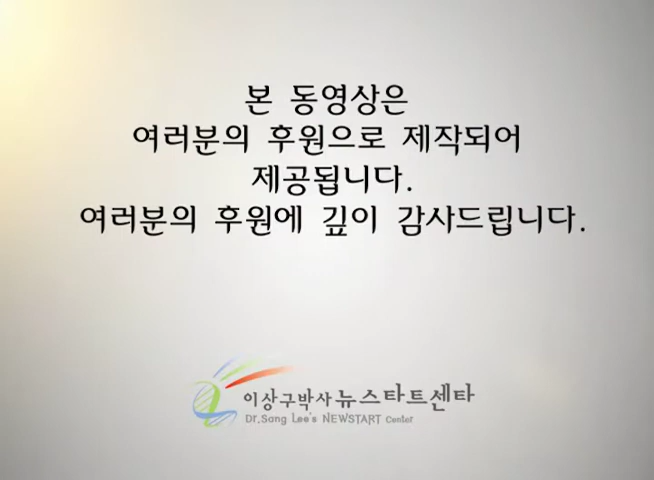 본 동영상은
여러분의 후원으로 제작되어
제공됩니다.
여러분의 후원에 깊이 감사드립니다.
이상구박사뉴스타트센타
Dr.Sang Lee's NEWSTART Center